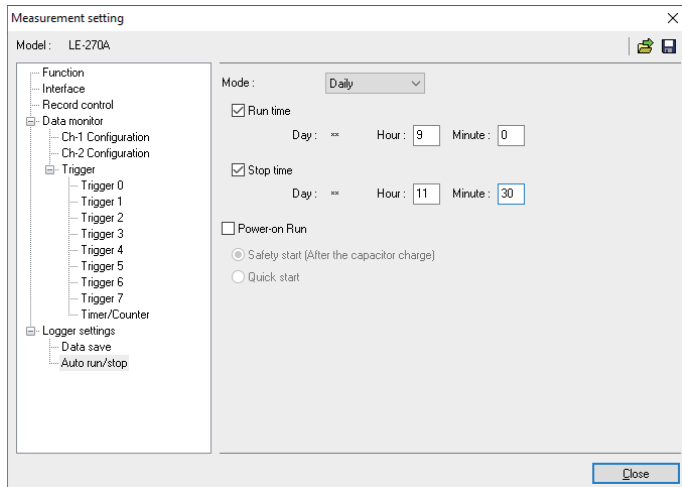 Measurement setting
Model : LE-270A
Function
Interface
Record control
Data monitor
Ch-1 Configuration
Ch-2 Configuration
Trigger
Trigger 0
Trigger 1
Trigger 2
Trigger 3
Trigger 4
Trigger 5
Trigger 6
Trigger 7
Timer/Counter
Logger settings
Data save
Auto run/stop
Mode : Daily
Run time
Day : ** Hour : 9 Minute : 0
Stop time
Day : ** Hour : 11 Minute : 30
Power-on Run
Safety start (After the capacitor charge)
Quick start
Close